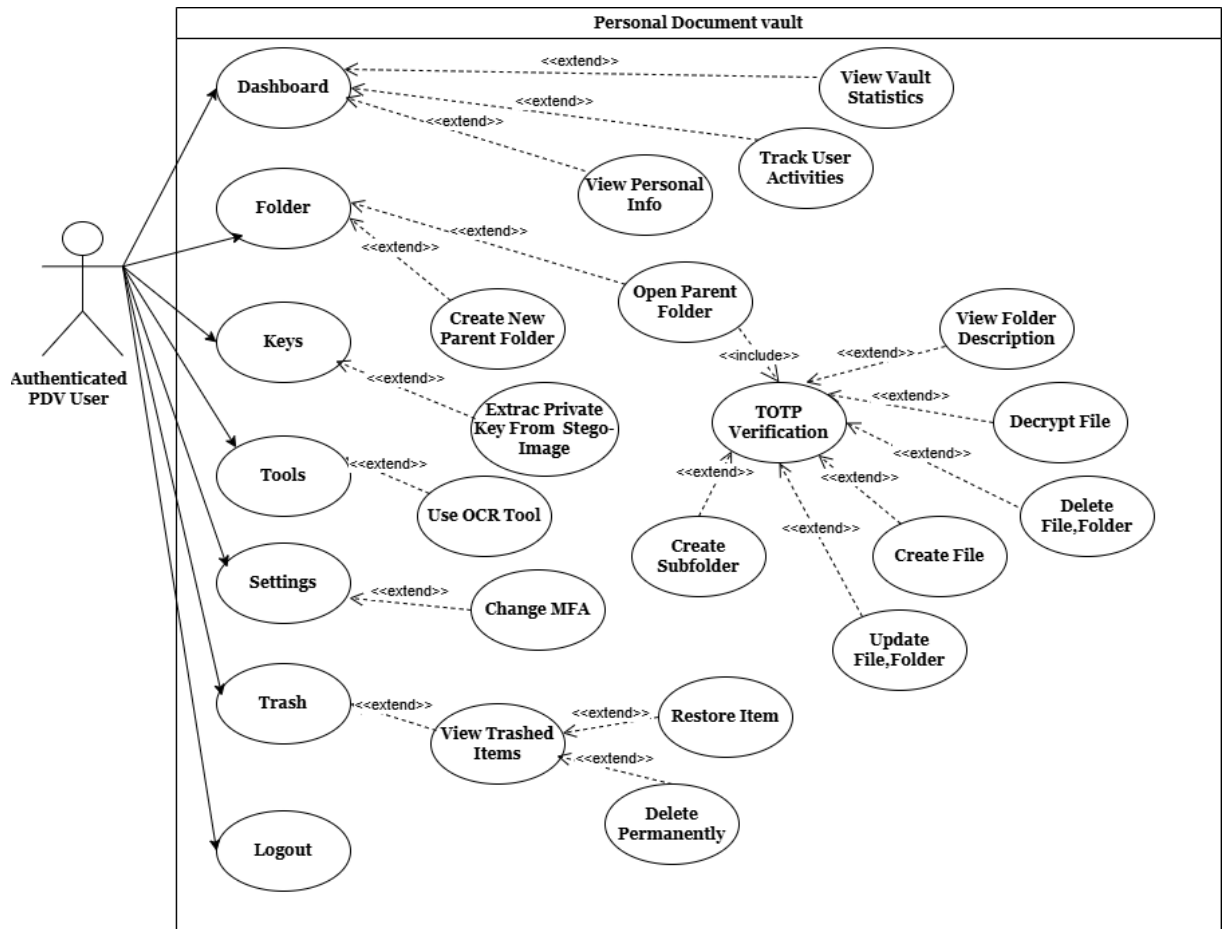 Personal Document vault
<<extend>>
Dashboard
View Vault
Statistics
<<extend>>
<<extend>>
Track User
Activities
View Personal
Info
Folder
<<extend>>
<<extend>>
Open Parent
Folder
Create New
Parent Folder
View Folder
Description
Keys
<<include>>
<<extend>>
Authenticated
PDV User
<<extend>>
<<extend>>
Extrac Private
Key From Stego-
Image
TOTP
Verification
Decrypt File
Tools
<<extend>>
<<extend>>
<<extend>>
<<extend>>
Use OCR Tool
Delete
File,Folder
<<extend>>
Create
Subfolder
Create File
Settings
<<extend>>
Change MFA
Update
File,Folder
Trash
<<extend>>
<<extend>>
Restore Item
View Trashed
Items
<<extend>>
Delete
Permanently
Logout